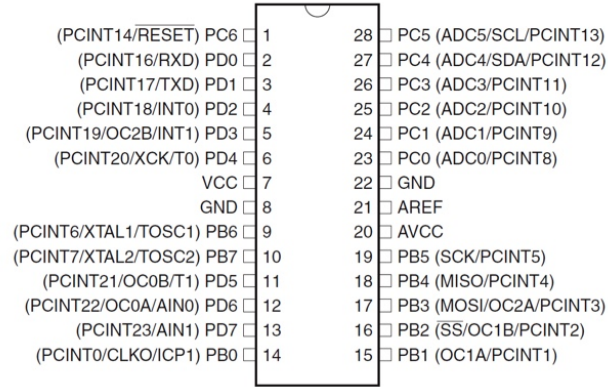 (PCINT14/RESET) PC6 1 28 PC5 (ADC5/SCL/PCINT13)
(PCINT16/RXD) PD0 2 27 PC4 (ADC4/SDA/PCINT12)
(PCINT17/TXD) PD1 3 26 PC3 (ADC3/PCINT11)
(PCINT18/INT0) PD2 4 25 PC2 (ADC2/PCINT10)
(PCINT19/OC2B/INT1) PD3 5 24 PC1 (ADC1/PCINT9)
(PCINT20/XCK/T0) PD4 6 23 PC0 (ADC0/PCINT8)
VCC 7 22 GND
GND 8 21 AREF
(PCINT6/XTAL1/TOSC1) PB6 9 20 AVCC
(PCINT7/XTAL2/TOSC2) PB7 10 19 PB5 (SCK/PCINT5)
(PCINT21/OC0B/T1) PD5 11 18 PB4 (MISO/PCINT4)
(PCINT22/OC0A/AIN0) PD6 12 17 PB3 (MOSI/OC2A/PCINT3)
(PCINT23/AIN1) PD7 13 16 PB2 (SS/OC1B/PCINT2)
(PCINT0/CLKO/ICP1) PB0 14 15 PB1 (OC1A/PCINT1)